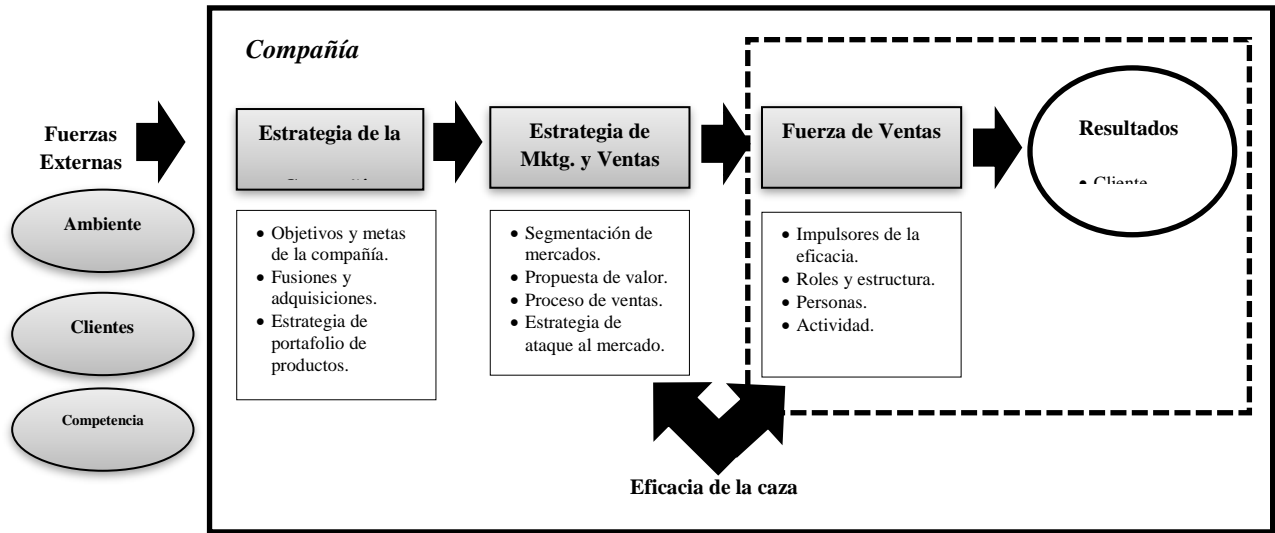 Compañía
Fuerzas
Externas
Ambiente
Clientes
Competencia
Estrategia de la
• Objetivos y metas
de la compañía.
• Fusiones y
adquisiciones.
• Estrategia de
portafolio de
productos.
Estrategia de
Mktg. y Ventas
• Segmentación de
mercados.
• Propuesta de valor.
• Proceso de ventas.
• Estrategia de
ataque al mercado.
Fuerza de Ventas
• Impulsores de la
eficacia.
• Roles y estructura.
• Personas.
• Actividad.
Resultados
• Cliente
Eficacia de la caza